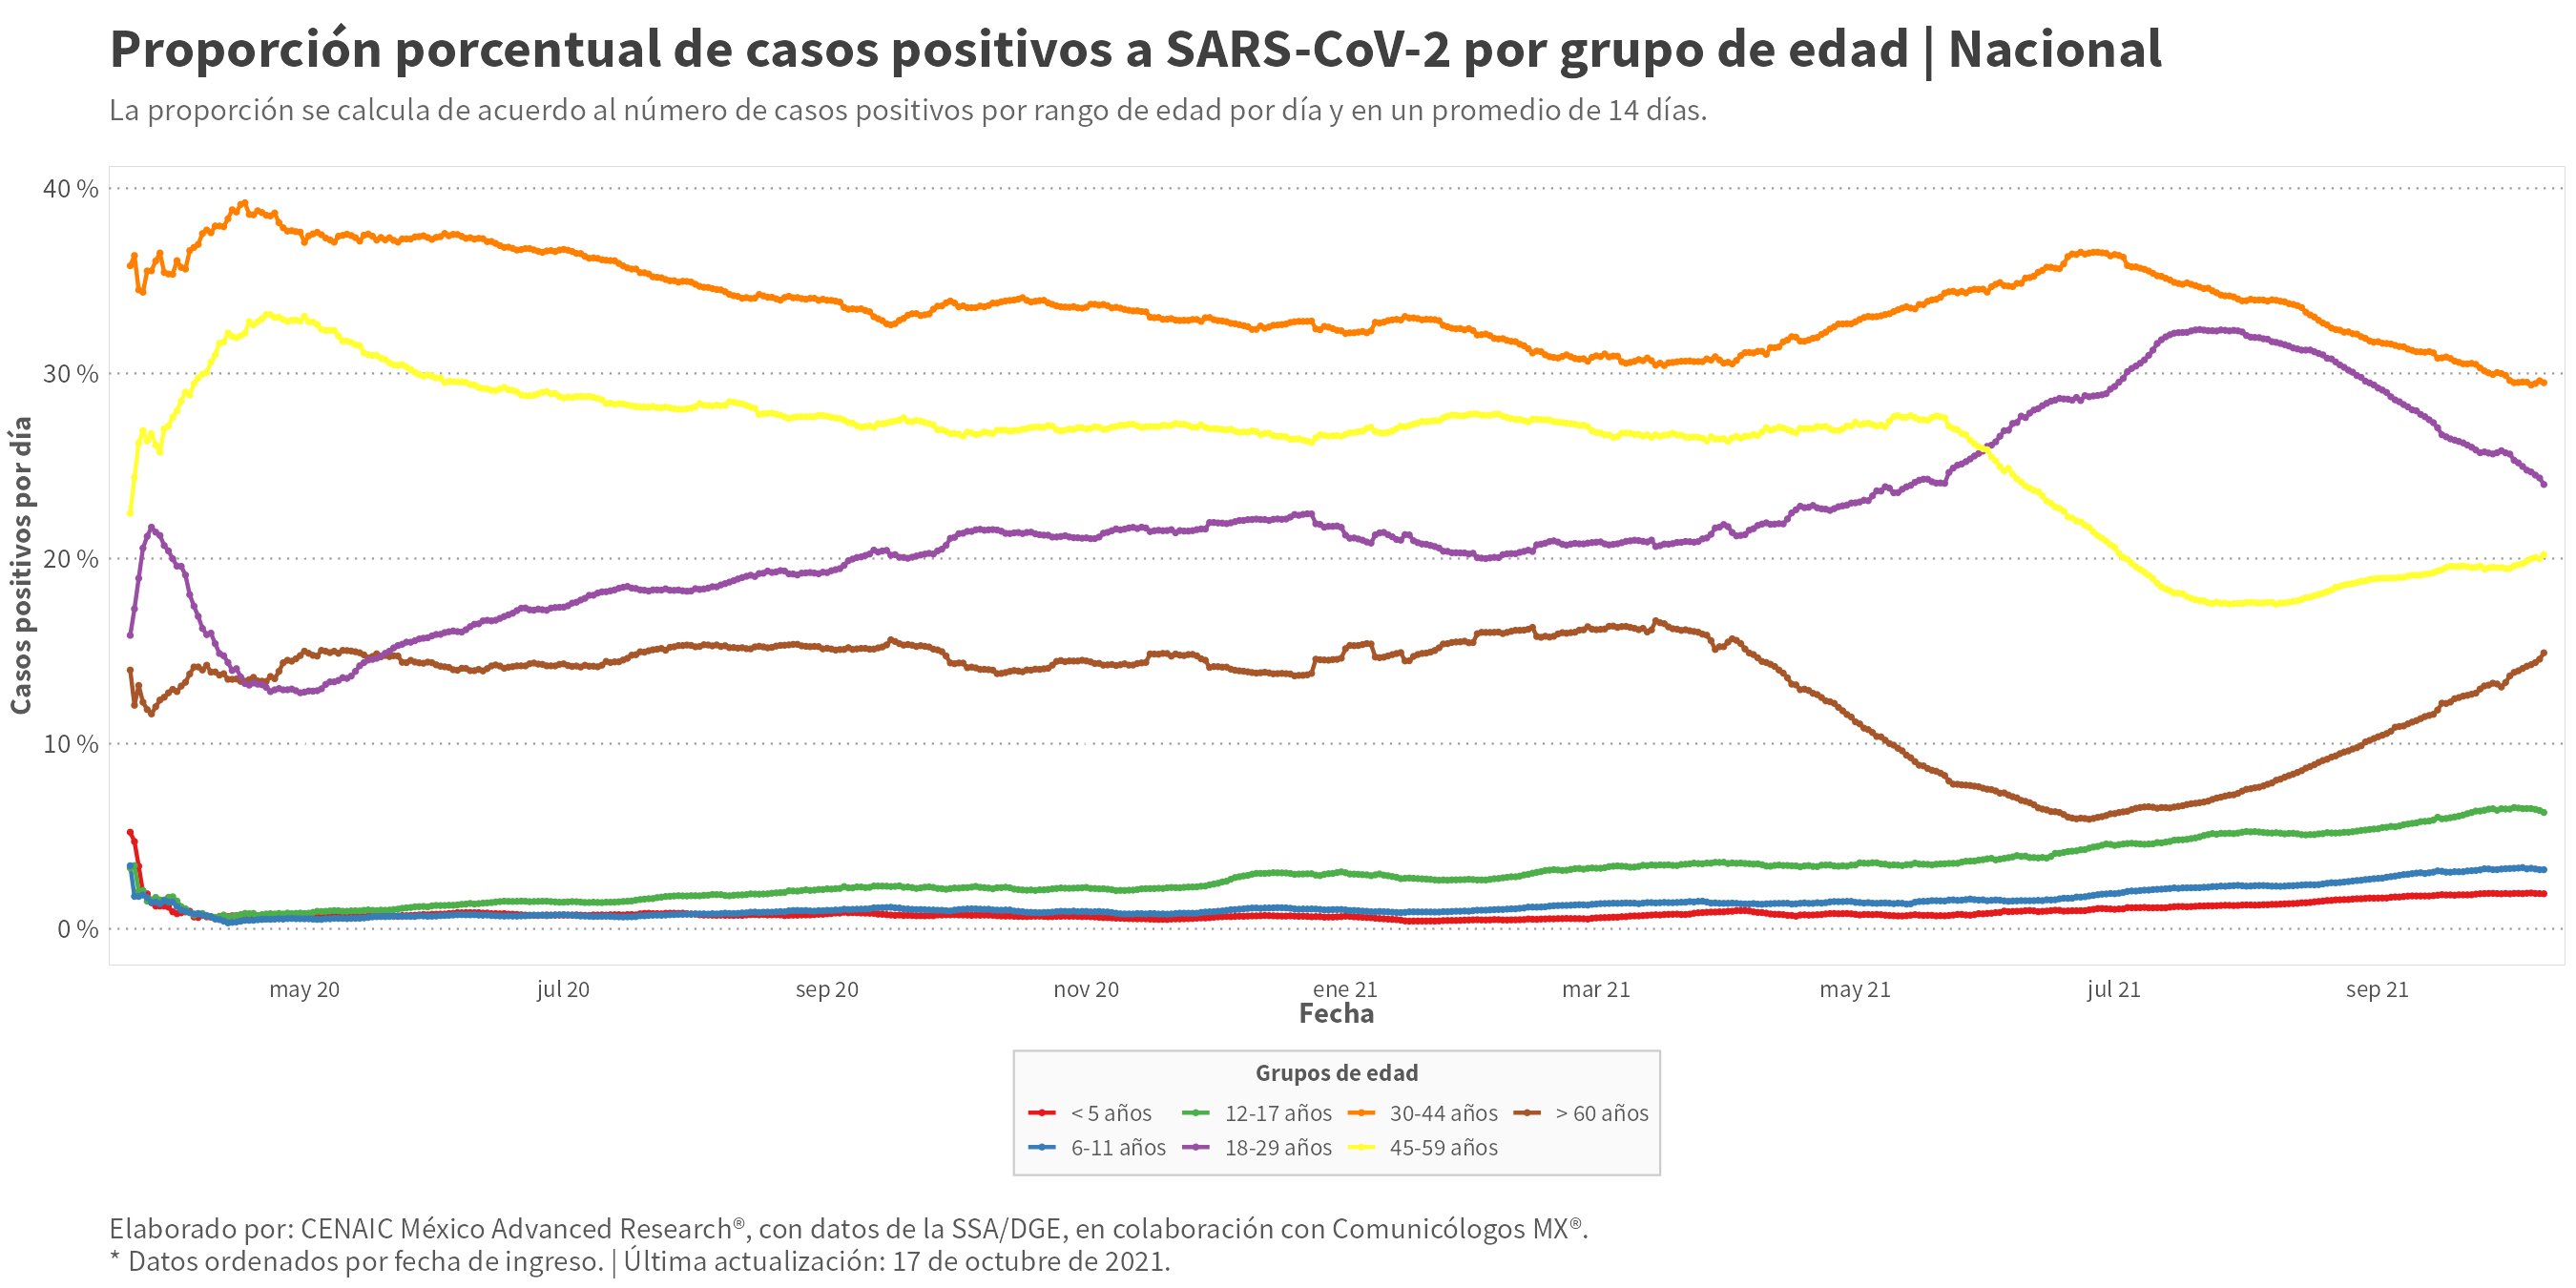 Proporción porcentual de casos positivos a SARS-CoV-2 por grupo de edad | Nacional
La proporción se calcula de acuerdo al número de casos positivos por rango de edad por día y en un promedio de 14 días.
Casos positivos por día
40 %
30 %
20 %
10 %
0 %
may 20 jul 20 sep 20 nov 20 ene 21 mar 21 may 21 jul 21 sep 21
Fecha
Grupos de edad
< 5 años 12-17 años 30-44 años > 60 años
6-11 años 18-29 años 45-59 años
Elaborado por: CENAIC México Advanced Research®, con datos de la SSA/DGE, en colaboración con Comunicólogos MX®.
* Datos ordenados por fecha de ingreso. | Última actualización: 17 de octubre de 2021.